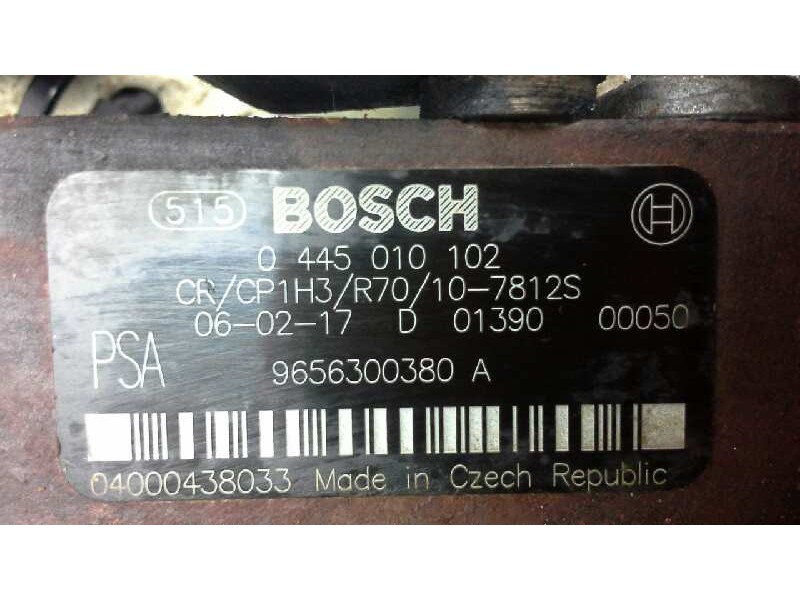 515 BOSCH
0 445 010 102
CR/CP1H3/R70/10-7812S
06-02-17 D 01390 00050
PSA 9656300380 A
04000438033 Made in Czech Republic